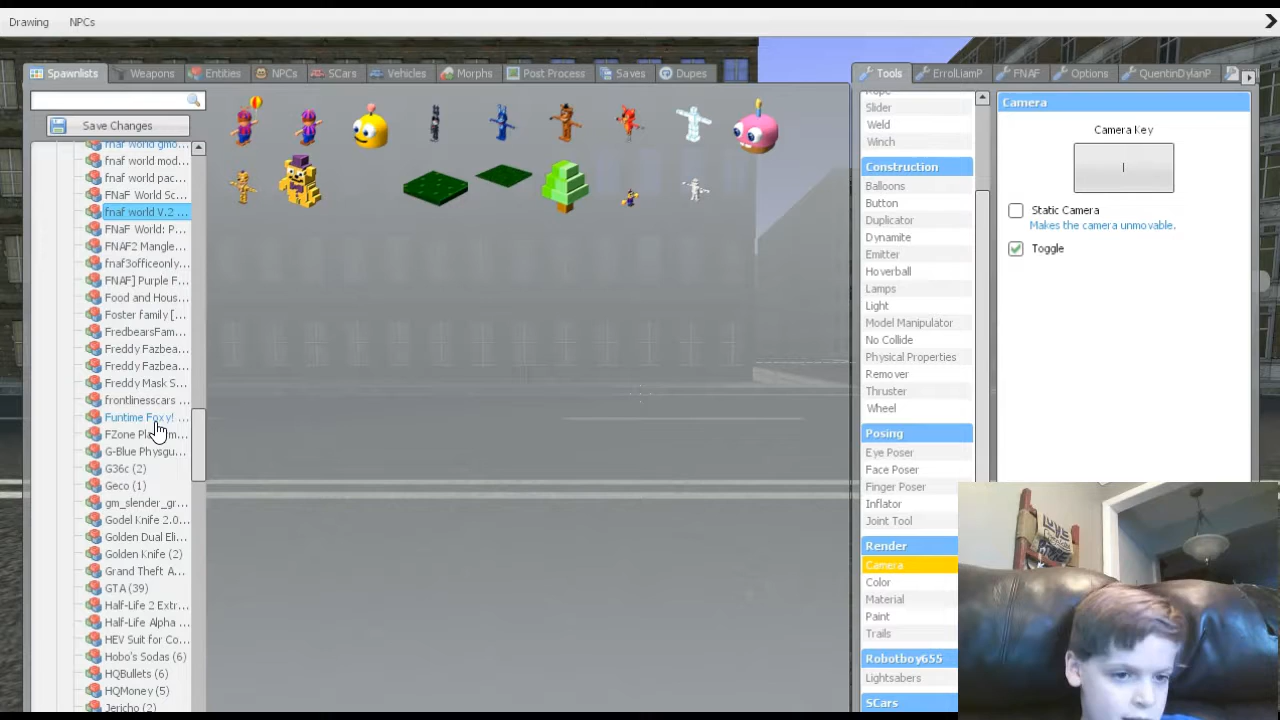 Drawing NPCs
Spawnlists Weapons Entities NPCs SCars Vehicles Morphs Post Process Saves Dupes
Tools ErrolLiamP FNAF Options QuentinDylanP
Save Changes
fnaf world gmo...
fnaf world mod...
fnaf world pac...
FNaF World Sc...
fnaf world V.2 ...
FNaF World: P...
FNAF2 Mangle...
fnaf3officeonly...
FNAF] Purple F...
Food and Hous...
Foster family [...
FredbearsFam...
Freddy Fazbea...
Freddy Fazbea...
Freddy Mask S...
frontlinesscars ...
Funtime Foxy! ...
FZone
G-Blue Physgu...
G36c (2)
Geco (1)
gm_slender_gr...
Godel Knife 2.0...
Golden Dual Eli...
Golden Knife (2)
Grand Theft A...
GTA (39)
Half-Life 2 Extr...
Half-Life Alpha ...
HEV Suit for Co...
Hobo's Sodas (6)
HQBullets (6)
HQMoney (5)
Jericho (2)
Rope
Slider
Weld
Winch
Construction
Balloons
Button
Duplicator
Dynamite
Emitter
Hoverball
Lamps
Light
Model Manipulator
No Collide
Physical Properties
Remover
Thruster
Wheel
Posing
Eye Poser
Face Poser
Finger Poser
Inflator
Joint Tool
Render
Camera
Color
Material
Paint
Trails
Robotboy655
Lightsabers
SCars
Camera
Camera Key
Static Camera
Makes the camera unmovable.
Toggle